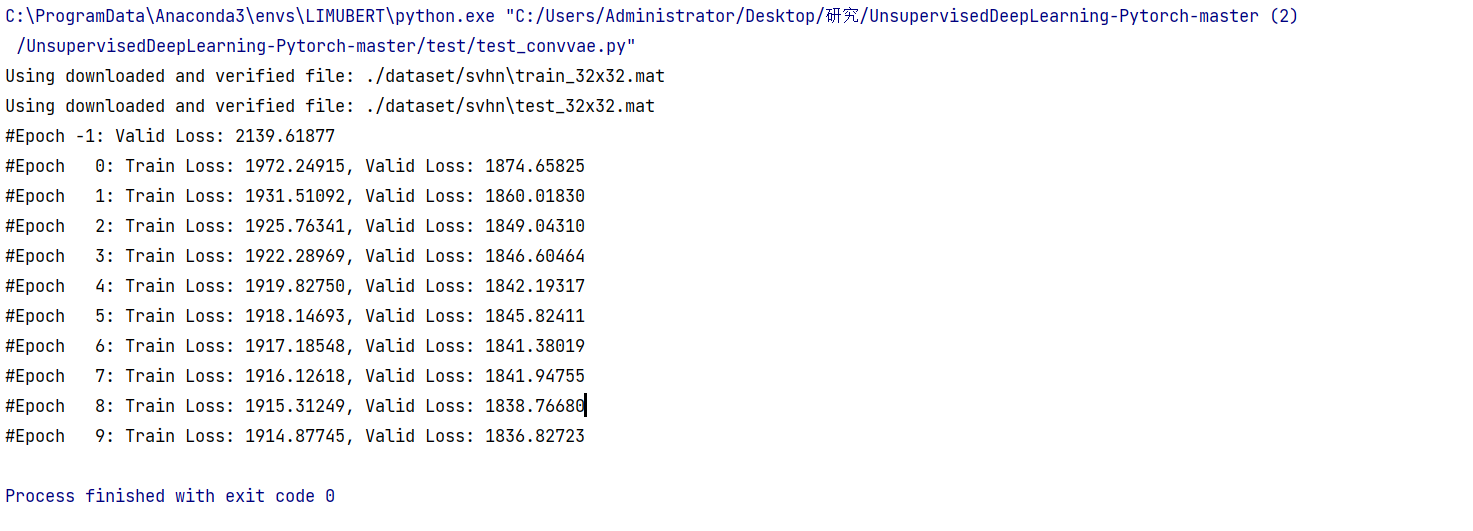 C:\ProgramData\Anaconda3\envs\LIMUBERT\python.exe "C:/Users/Administrator/Desktop/研究/UnsupervisedDeepLearning-Pytorch-master (2)
/UnsupervisedDeepLearning-Pytorch-master/test/test_convvae.py"
Using downloaded and verified file: ./dataset/svhn\train_32x32.mat
Using downloaded and verified file: ./dataset/svhn\test_32x32.mat
#Epoch -1: Valid Loss: 2139.61877
#Epoch   0: Train Loss: 1972.24915, Valid Loss: 1874.65825
#Epoch   1: Train Loss: 1931.51092, Valid Loss: 1860.01830
#Epoch   2: Train Loss: 1925.76341, Valid Loss: 1849.04310
#Epoch   3: Train Loss: 1922.28969, Valid Loss: 1846.60464
#Epoch   4: Train Loss: 1919.82750, Valid Loss: 1842.19317
#Epoch   5: Train Loss: 1918.14693, Valid Loss: 1845.82411
#Epoch   6: Train Loss: 1917.18548, Valid Loss: 1841.38019
#Epoch   7: Train Loss: 1916.12618, Valid Loss: 1841.94755
#Epoch   8: Train Loss: 1915.31249, Valid Loss: 1838.76680
#Epoch   9: Train Loss: 1914.87745, Valid Loss: 1836.82723
Process finished with exit code 0